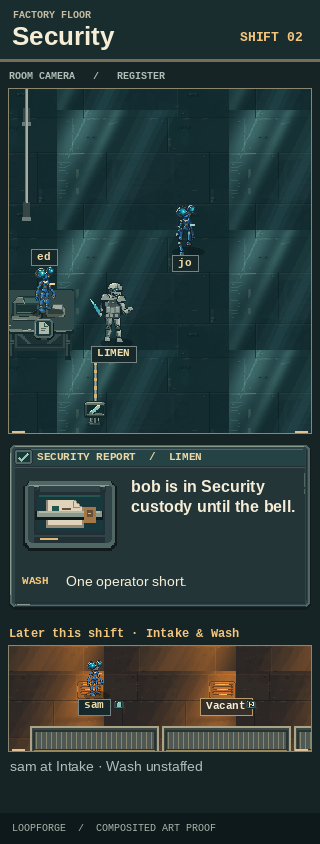 FACTORY FLOOR
Security
SHIFT 02
ROOM CAMERA / REGISTER
ed
jo
LIMEN
SECURITY REPORT / LIMEN
bob is in Security
custody until the bell.
WASH One operator short.
Later this shift · Intake & Wash
sam
Vacant
sam at Intake · Wash unstaffed
LOOPFORGE / COMPOSITED ART PROOF